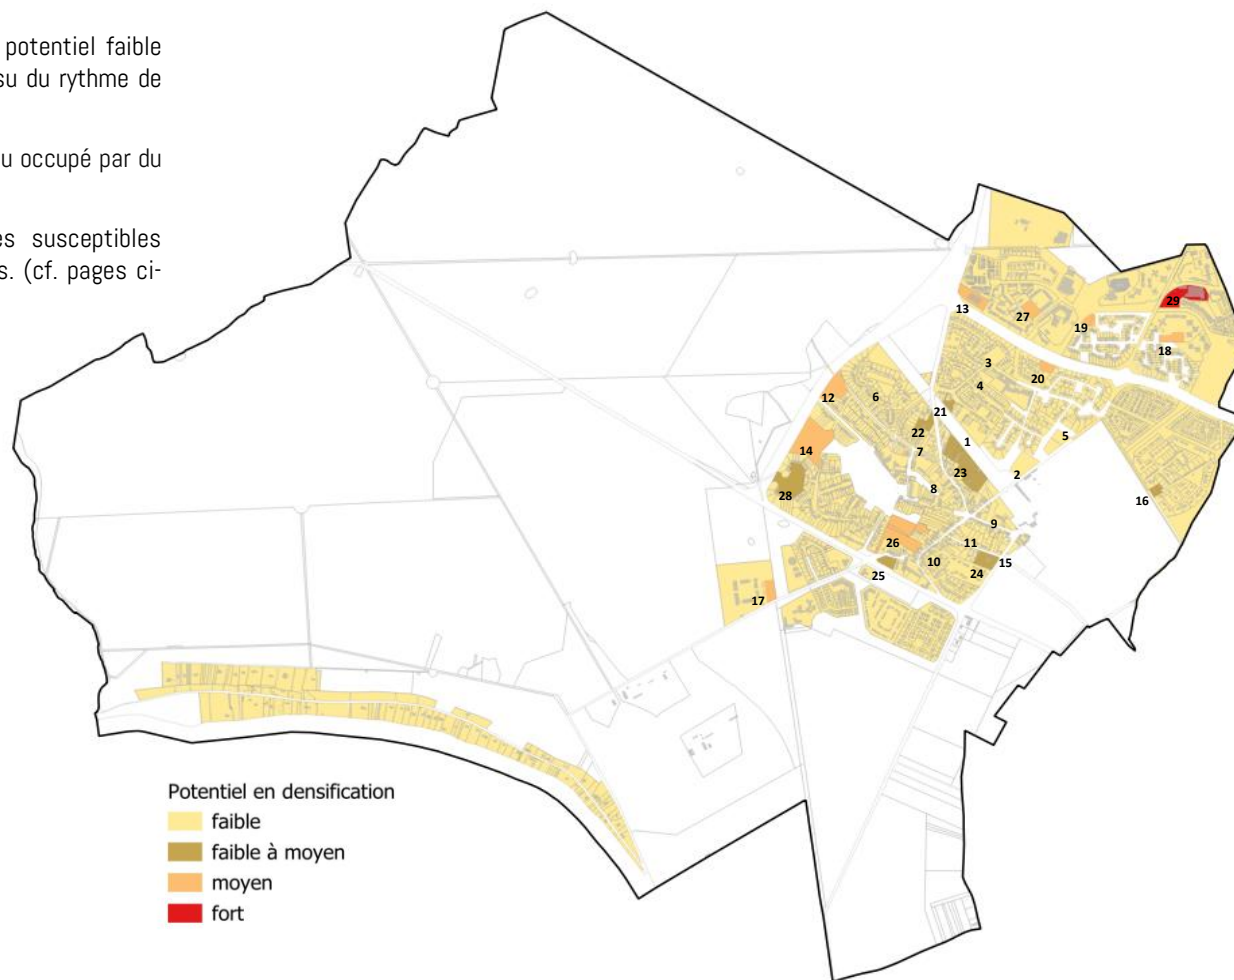 potentiel faible
su du rythme de
u occupé par du
es susceptibles
s. (cf. pages ci-
29
13
27
19
18
3
20
4
12
6
21
5
22
1
14
7
2
23
28
8
16
9
26
11
10
15
25
24
17
Potentiel en densification
faible
faible à moyen
moyen
fort